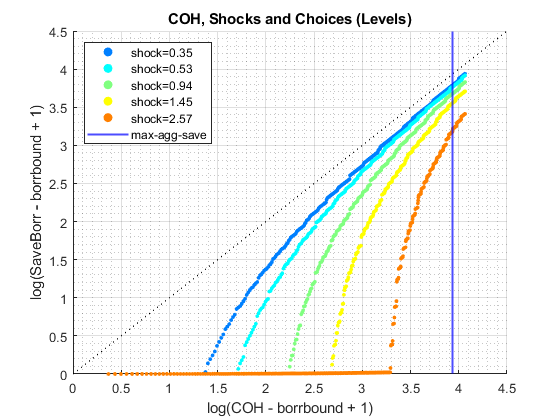 COH, Shocks and Choices (Levels)
4.5
4
3.5
3
2.5
2
1.5
1
0.5
0
log(SaveBorr - borrbound + 1)
shock=0.35
shock=0.53
shock=0.94
shock=1.45
shock=2.57
max-agg-save
0 0.5 1 1.5 2 2.5 3 3.5 4 4.5
log(COH - borrbound + 1)